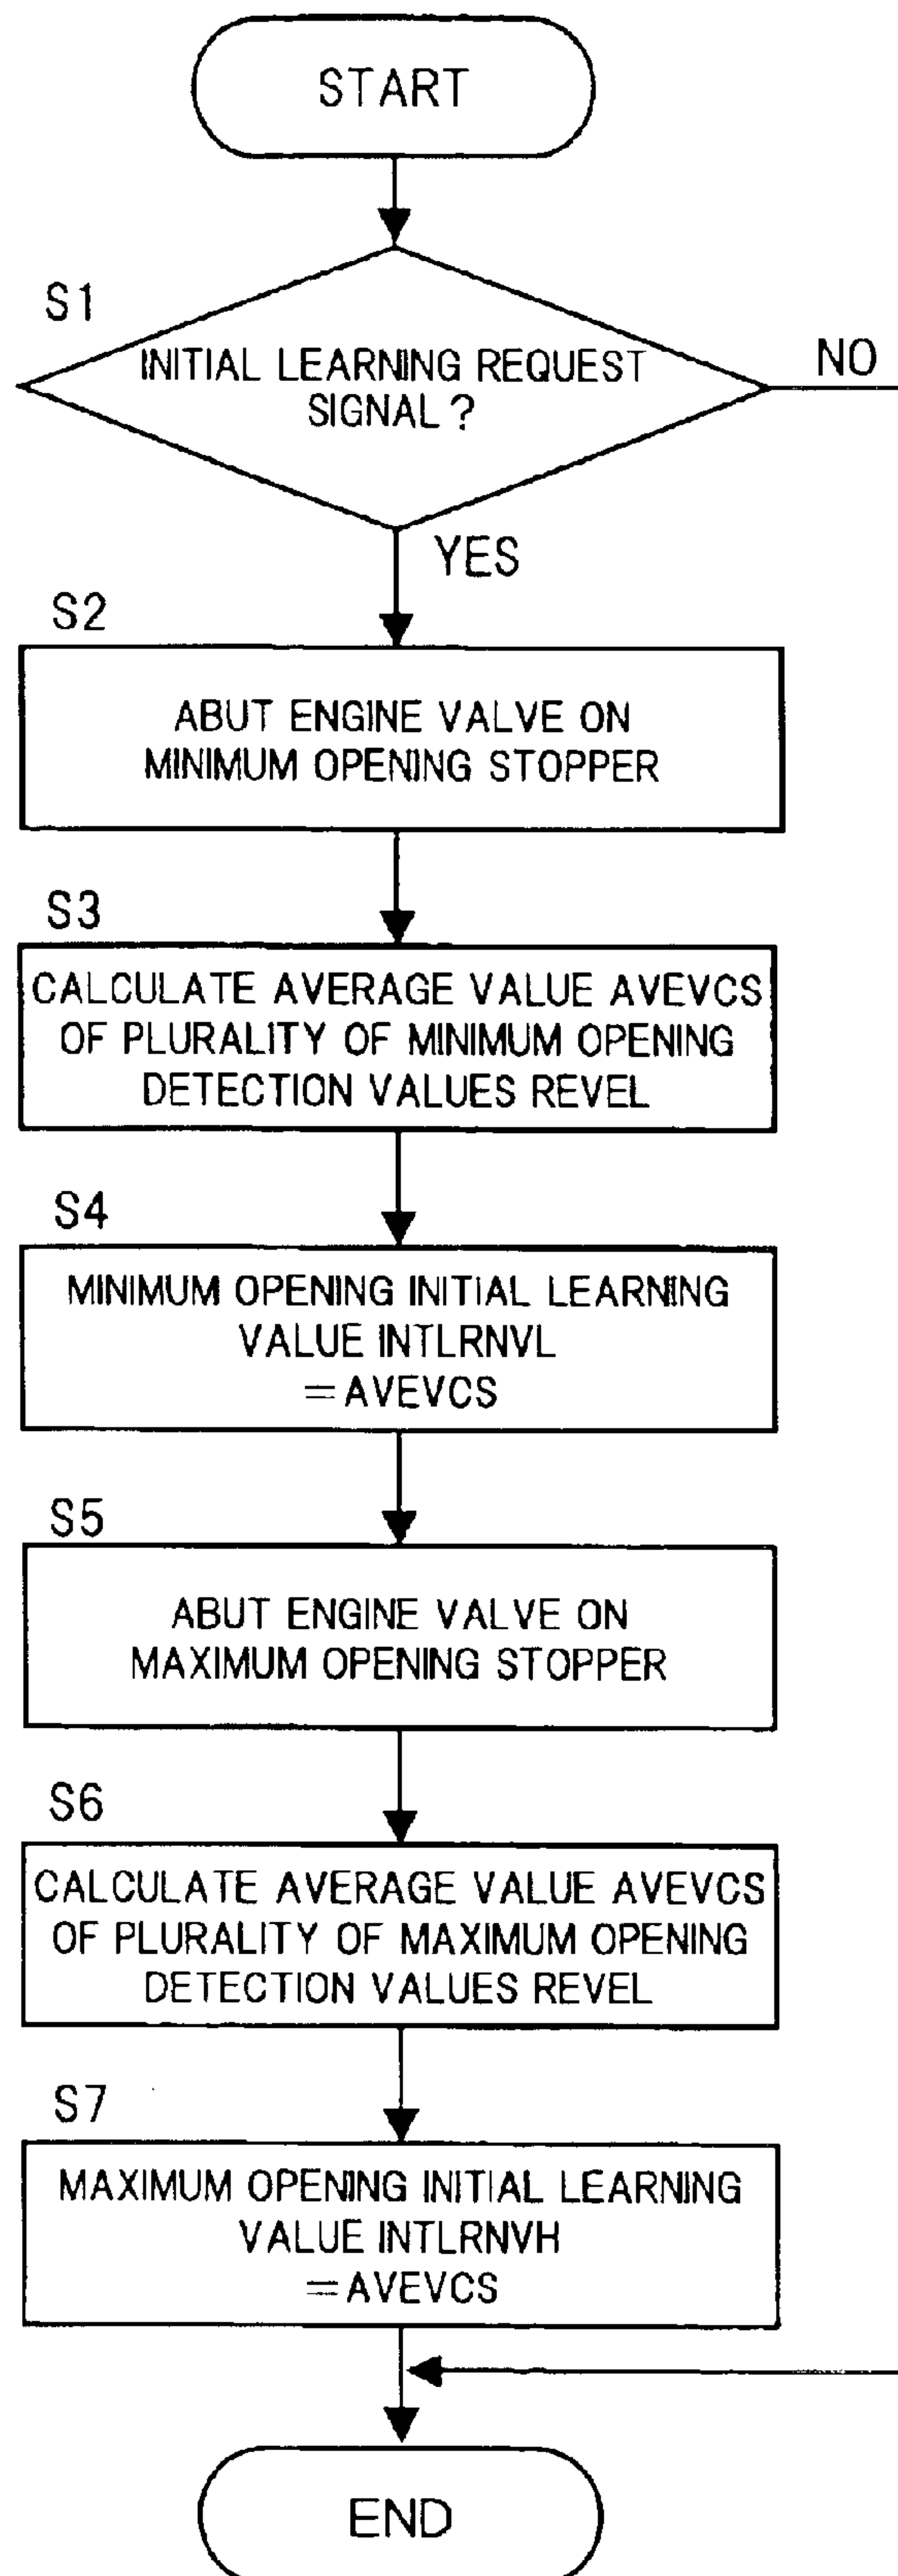 START
S1
INITIAL LEARNING REQUEST
SIGNAL?
NO
YES
S2
ABUT ENGINE VALVE ON
MINIMUM OPENING STOPPER
S3
CALCULATE AVERAGE VALUE AVEVCS
OF PLURALITY OF MINIMUM OPENING
DETECTION VALUES REVEL
S4
MINIMUM OPENING INITIAL LEARNING
VALUE INTLRNVL
=AVEVCS
S5
ABUT ENGINE VALVE ON
MAXIMUM OPENING STOPPER
S6
CALCULATE AVERAGE VALUE AVEVCS
OF PLURALITY OF MAXIMUM OPENING
DETECTION VALUES REVEL
S7
MAXIMUM OPENING INITIAL LEARNING
VALUE INTLRNVH
=AVEVCS
END